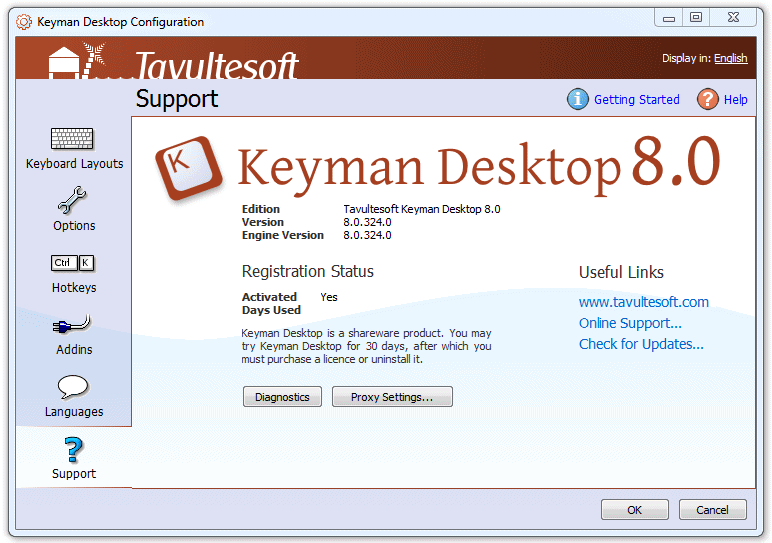 Keyman Desktop Configuration
Tavultesoft
Display in: English
Support
Getting Started
Help
Keyboard Layouts
Options
Ctrl K
Hotkeys
Addins
Languages
Support
K
Keyman Desktop 8.0
Edition Tavultesoft Keyman Desktop 8.0
Version 8.0.324.0
Engine Version 8.0.324.0
Registration Status
Activated Yes
Days Used
Keyman Desktop is a shareware product. You may
try Keyman Desktop for 30 days, after which you
must purchase a licence or uninstall it.
Diagnostics
Proxy Settings...
Useful Links
www.tavultesoft.com
Online Support...
Check for Updates...
OK
Cancel